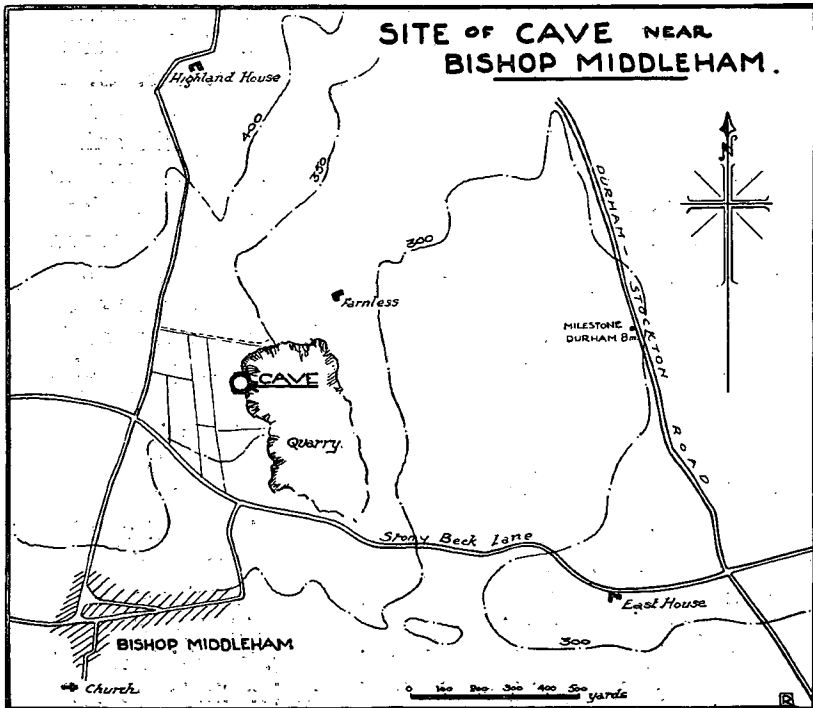 SITE OF CAVE NEAR
BISHOP MIDDLEHAM.
Highland House
400
350
300
N
DURHAM - STOCKTON ROAD
Farnless
MILESTONE
DURHAM 8m.
CAVE
Quarry.
Stony Beck Lane
East House
300
BISHOP MIDDLEHAM
Church
0 100 200 300 400 500 yards
R